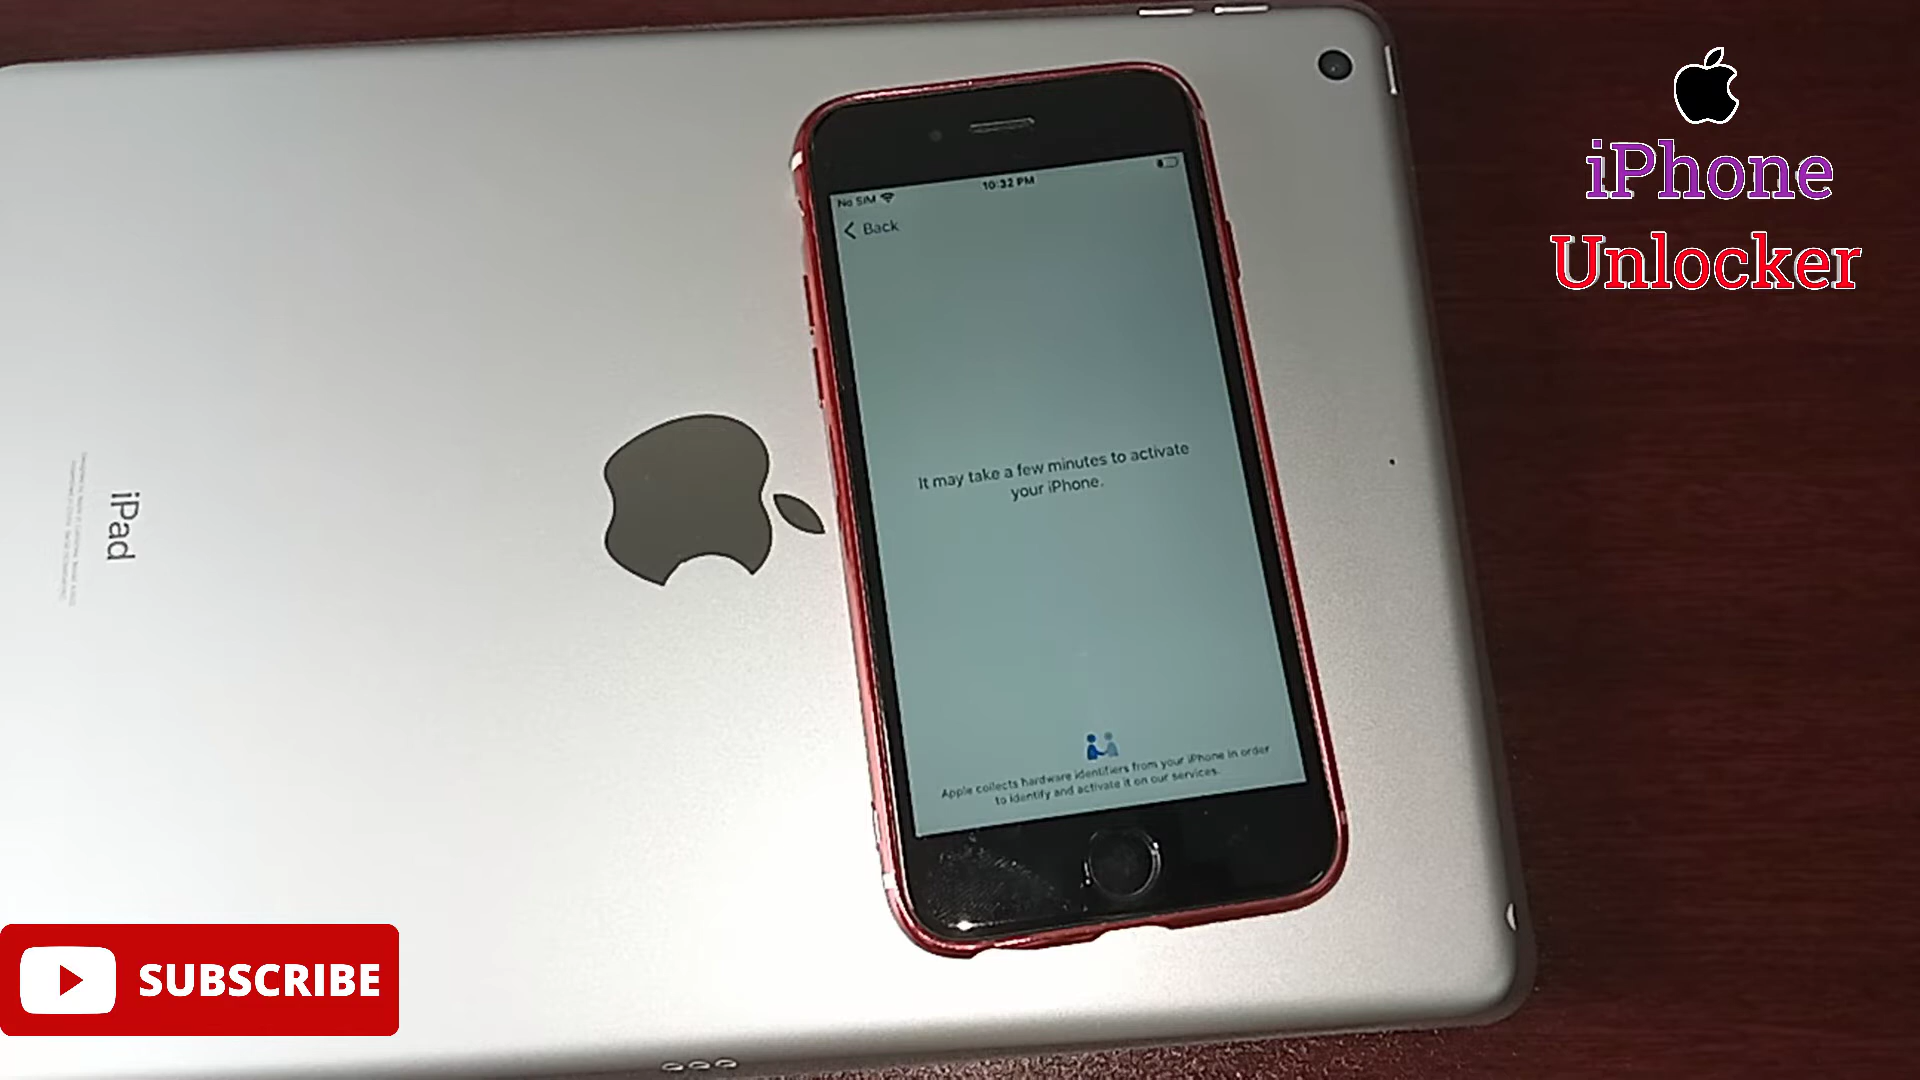 iPhone
Unlocker
No SIM
10:32 PM
Back
It may take a few minutes to activate
your iPhone.
Apple collects hardware identifiers from your iPhone in order
to identify and activate it on our services.
iPad
SUBSCRIBE